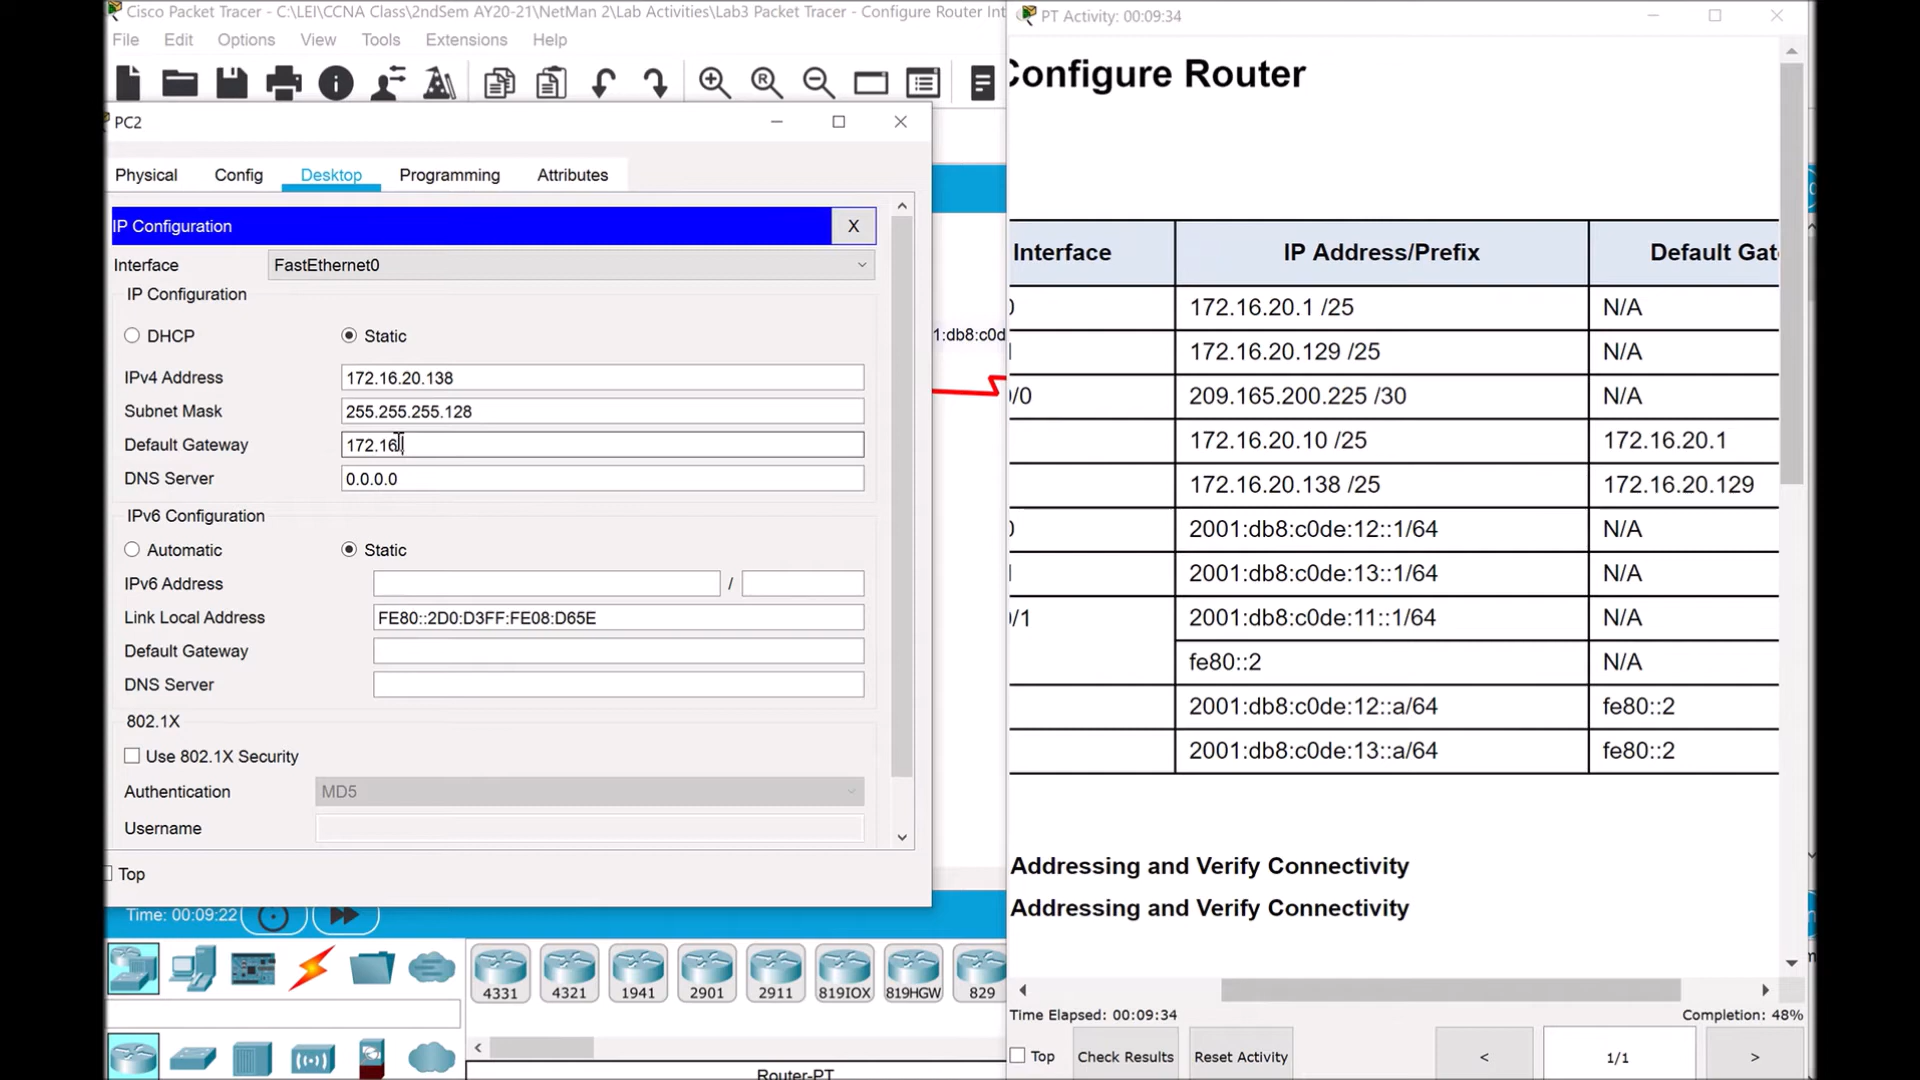 Cisco Packet Tracer - C:\LEI\CCNA Class\2ndSem AY20-21\NetMan 2\Lab Activities\Lab3 Packet Tracer - Configure Router Int
File Edit Options View Tools Extensions Help
PC2
Physical Config Desktop Programming Attributes
IP Configuration X
Interface FastEthernet0
IP Configuration
DHCP Static
IPv4 Address 172.16.20.138
Subnet Mask 255.255.255.128
Default Gateway 172.16.
DNS Server 0.0.0.0
IPv6 Configuration
Automatic Static
IPv6 Address /
Link Local Address FE80::2D0:D3FF:FE08:D65E
Default Gateway
DNS Server
802.1X
Use 802.1X Security
Authentication MD5
Username
Top
1:db8:c0d
Time: 00:09:22
4331 4321 1941 2901 2911 819IOX 819HGW 829
Router-PT
PT Activity: 00:09:34
Configure Router
Interface IP Address/Prefix Default Gat
0 172.16.20.1 /25 N/A
172.16.20.129 /25 N/A
0/0 209.165.200.225 /30 N/A
172.16.20.10 /25 172.16.20.1
172.16.20.138 /25 172.16.20.129
0 2001:db8:c0de:12::1/64 N/A
2001:db8:c0de:13::1/64 N/A
0/1 2001:db8:c0de:11::1/64 N/A
fe80::2 N/A
2001:db8:c0de:12::a/64 fe80::2
2001:db8:c0de:13::a/64 fe80::2
Addressing and Verify Connectivity
Addressing and Verify Connectivity
Time Elapsed: 00:09:34 Completion: 48%
Top Check Results Reset Activity < 1/1 >